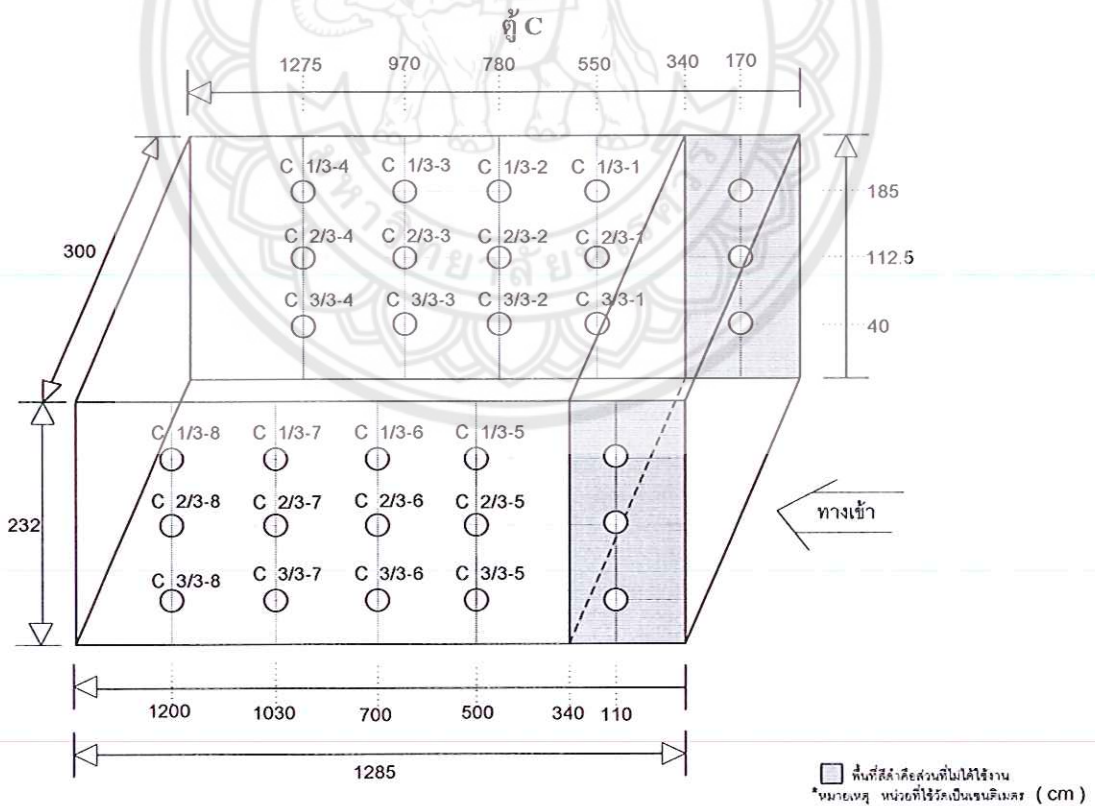 ตู้ C
1275 970 780 550 340 170
C 1/3-4 C 1/3-3 C 1/3-2 C 1/3-1
185
C 2/3-4 C 2/3-3 C 2/3-2 C 2/3-1
300
112.5
C 3/3-4 C 3/3-3 C 3/3-2 C 3/3-1
40
C 1/3-8 C 1/3-7 C 1/3-6 C 1/3-5
C 2/3-8 C 2/3-7 C 2/3-6 C 2/3-5
232
ทางเข้า
C 3/3-8 C 3/3-7 C 3/3-6 C 3/3-5
1200 1030 700 500 340 110
1285
พื้นที่สีดำคือส่วนที่ไม่ได้ใช้งาน
*หมายเหตุ หน่วยที่ใช้วัดเป็นเซนติเมตร ( cm )